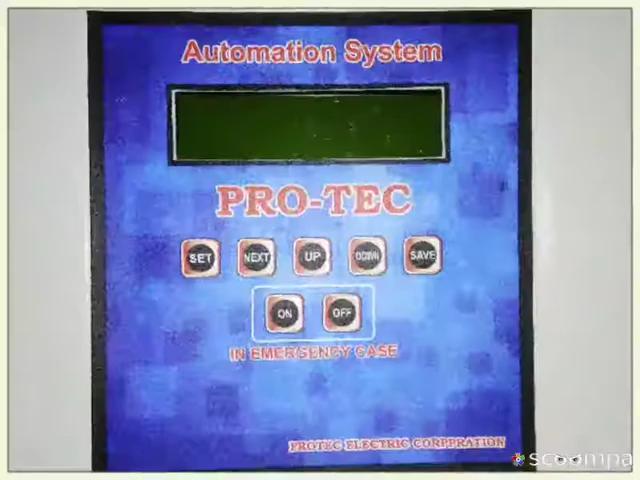 Automation System
PRO-TEC
SET NEXT UP DOWN SAVE
ON OFF
IN EMERGENCY CASE
PROTEC ELECTRIC CORPPRATION
scoompa